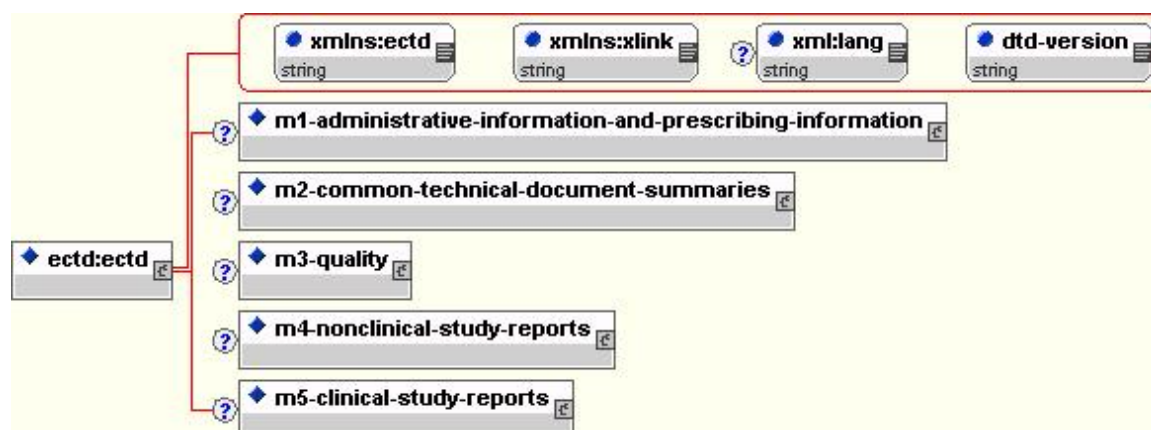 xmlns:ectd xmlns:xlink ? xml:lang dtd-version
string string string string
? m1-administrative-information-and-prescribing-information
? m2-common-technical-document-summaries
ectd:ectd ? m3-quality
? m4-nonclinical-study-reports
? m5-clinical-study-reports